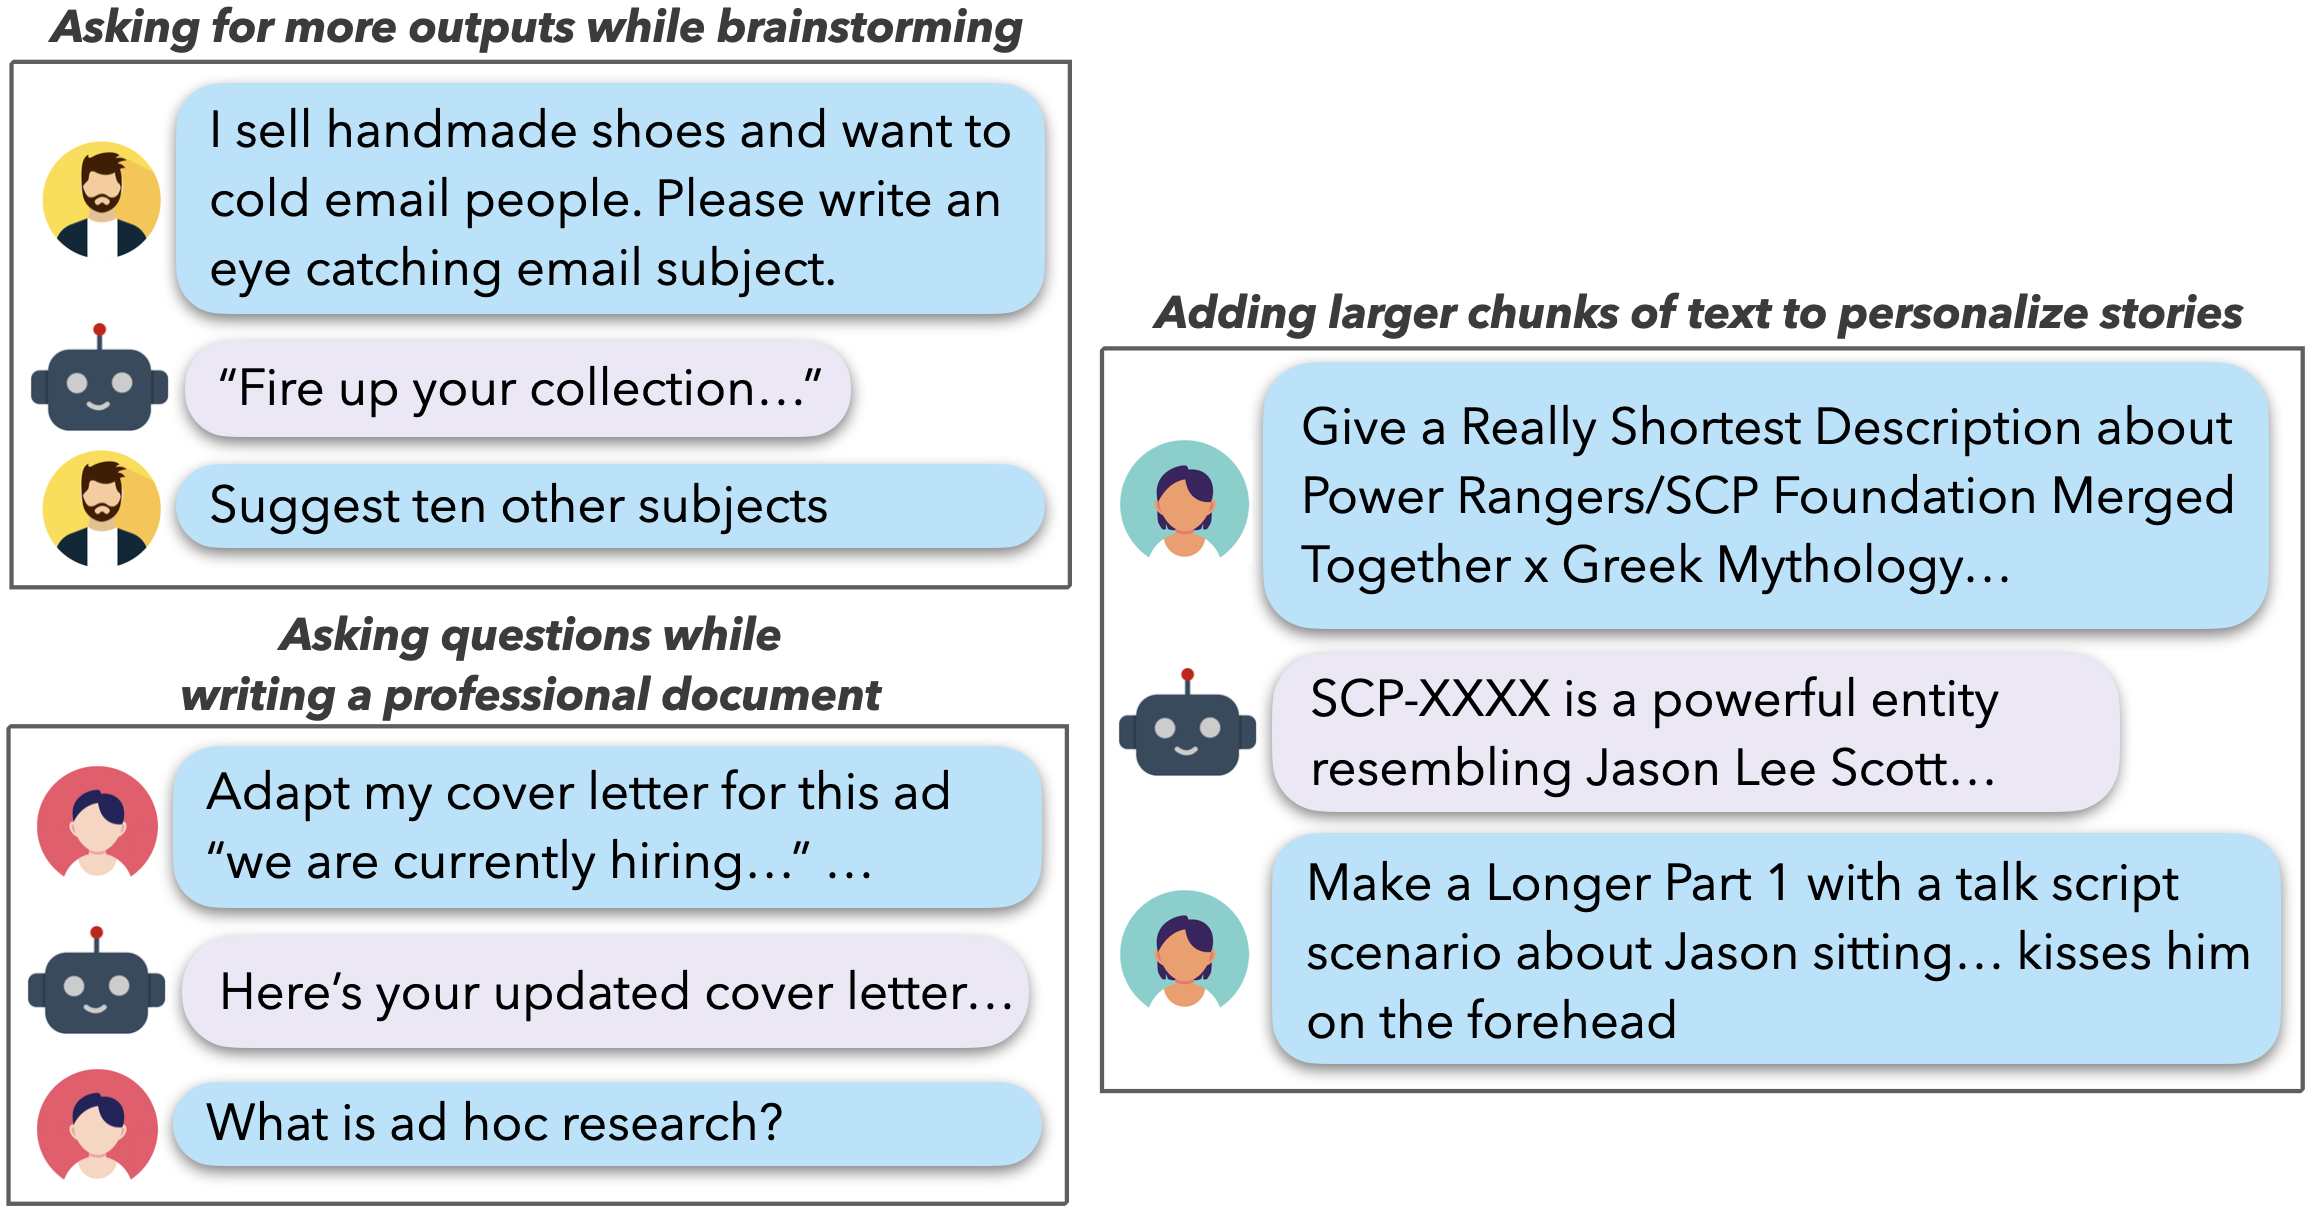 Asking for more outputs while brainstorming
I sell handmade shoes and want to
cold email people. Please write an
eye catching email subject.
“Fire up your collection…”
Suggest ten other subjects
Asking questions while
writing a professional document
Adapt my cover letter for this ad
“we are currently hiring…” …
Here’s your updated cover letter…
What is ad hoc research?
Adding larger chunks of text to personalize stories
Give a Really Shortest Description about
Power Rangers/SCP Foundation Merged
Together x Greek Mythology…
SCP-XXXX is a powerful entity
resembling Jason Lee Scott…
Make a Longer Part 1 with a talk script
scenario about Jason sitting… kisses him
on the forehead